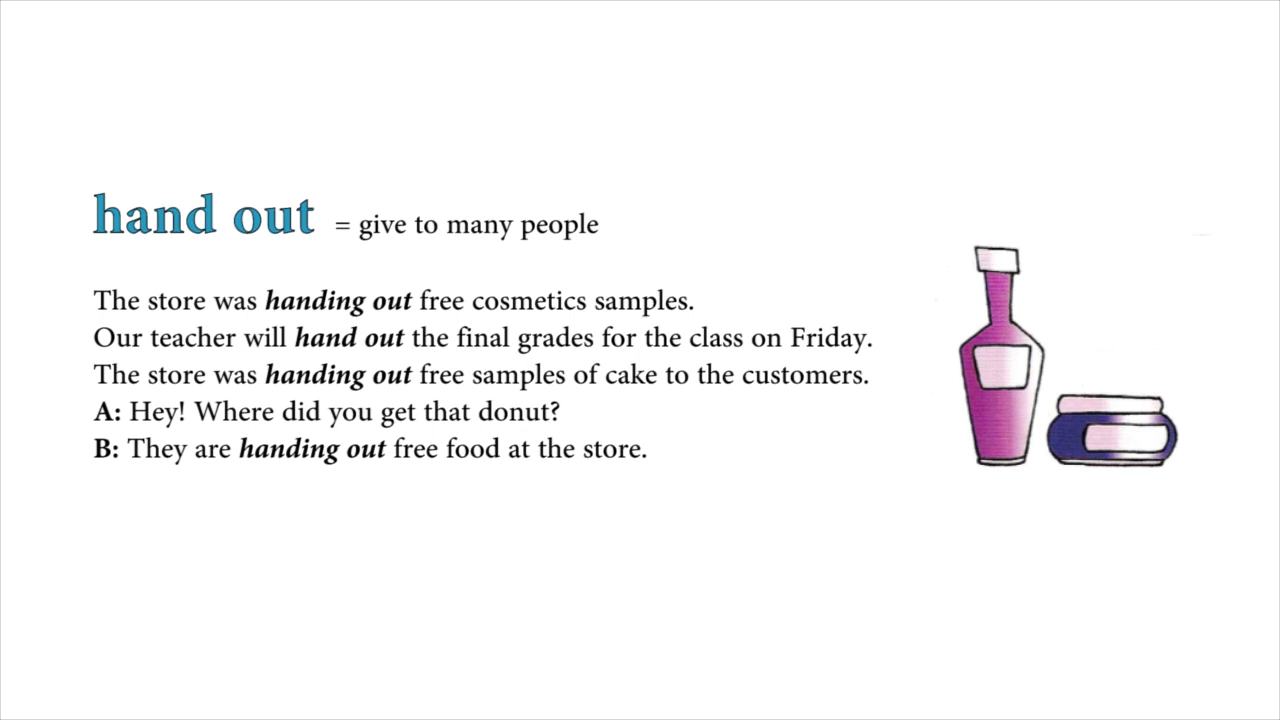 hand out = give to many people
The store was handing out free cosmetics samples.
Our teacher will hand out the final grades for the class on Friday.
The store was handing out free samples of cake to the customers.
A: Hey! Where did you get that donut?
B: They are handing out free food at the store.